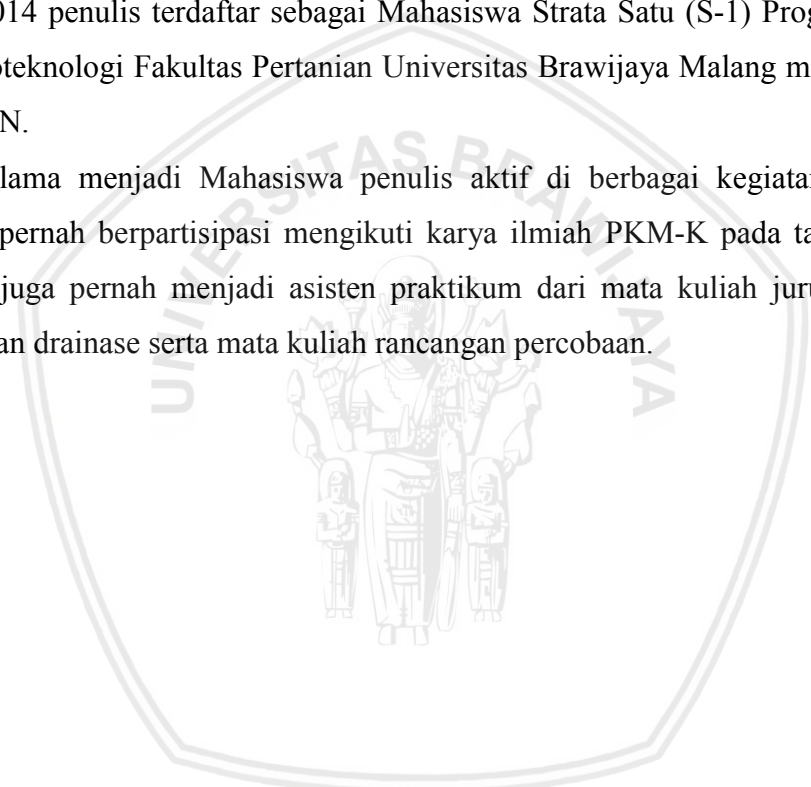 014 penulis terdaftar sebagai Mahasiswa Strata Satu (S-1) Prog
oteknologi Fakultas Pertanian Universitas Brawijaya Malang m
N.
lama menjadi Mahasiswa penulis aktif di berbagai kegiatan
pernah berpartisipasi mengikuti karya ilmiah PKM-K pada ta
juga pernah menjadi asisten praktikum dari mata kuliah juru
an drainase serta mata kuliah rancangan percobaan.
UNIVERSITAS BRAWIJAYA